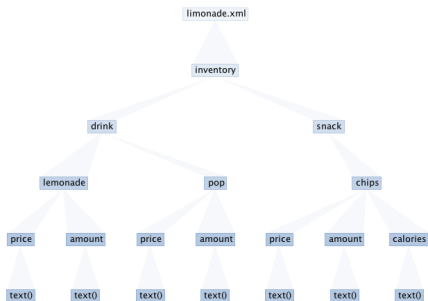 limonade.xml
inventory
drink snack
lemonade pop chips
price amount price amount price amount calories
text() text() text() text() text() text() text()